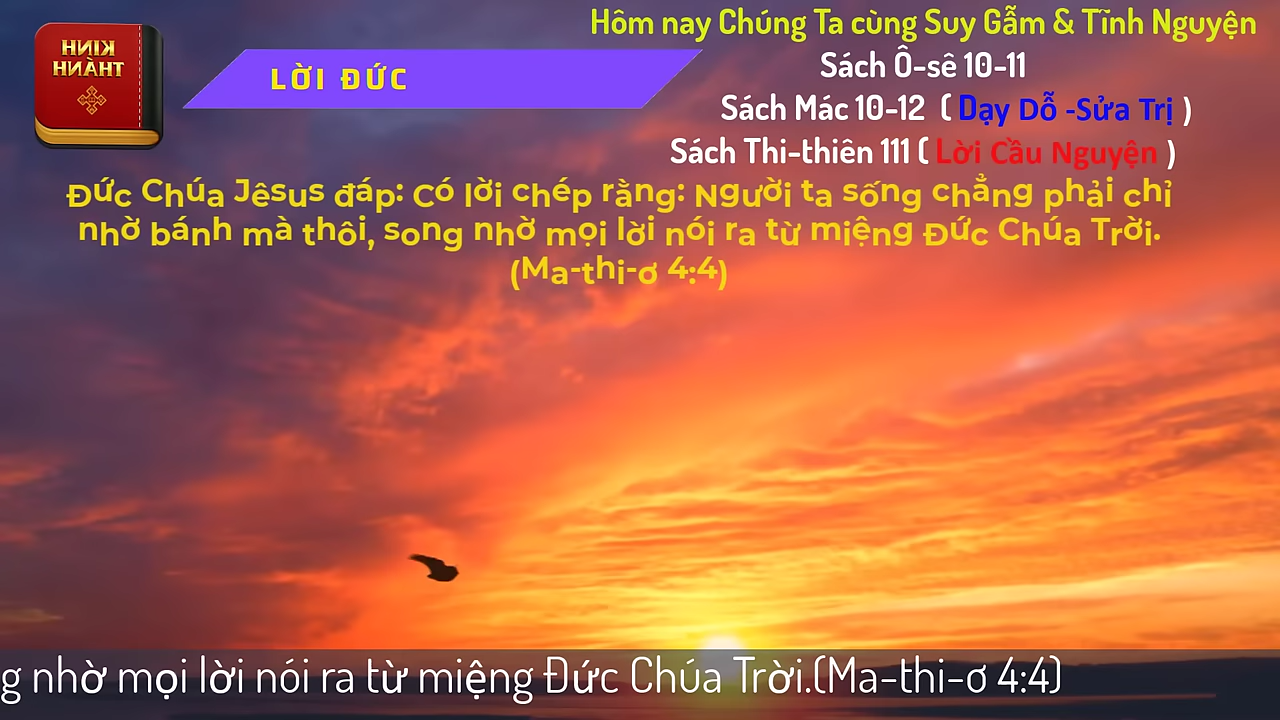 Hôm nay Chúng Ta cùng Suy Gẫm & Tĩnh Nguyện
KINH
THÀNH
LỜI ĐỨC
Sách Ô-sê 10-11
Sách Mác 10-12 ( Dạy Dỗ -Sửa Trị )
Sách Thi-thiên 111 ( Lời Cầu Nguyện )
Đức Chúa Jêsus đáp: Có lời chép rằng: Người ta sống chẳng phải chỉ
nhờ bánh mà thôi, song nhờ mọi lời nói ra từ miệng Đức Chúa Trời.
(Ma-thi-ơ 4:4)
g nhờ mọi lời nói ra từ miệng Đức Chúa Trời.(Ma-thi-ơ 4:4)